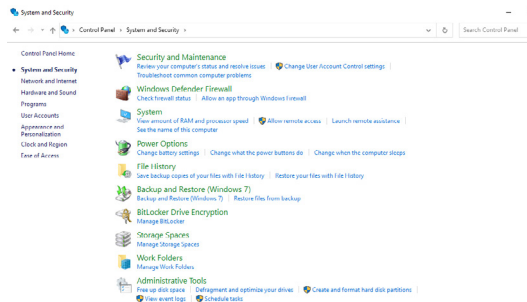 System and Security
Control Panel > System and Security >
Search Control Panel
Control Panel Home
System and Security
Network and Internet
Hardware and Sound
Programs
User Accounts
Appearance and
Personalization
Clock and Region
Ease of Access
Security and Maintenance
Review your computer's status and resolve issues | Change User Account Control settings |
Troubleshoot common computer problems
Windows Defender Firewall
Check firewall status | Allow an app through Windows Firewall
System
View amount of RAM and processor speed | Allow remote access | Launch remote assistance |
See the name of this computer
Power Options
Change battery settings | Change what the power buttons do | Change when the computer sleeps
File History
Save backup copies of your files with File History | Restore your files with File History
Backup and Restore (Windows 7)
Backup and Restore (Windows 7) | Restore files from backup
BitLocker Drive Encryption
Manage BitLocker
Storage Spaces
Manage Storage Spaces
Work Folders
Manage Work Folders
Administrative Tools
Free up disk space | Defragment and optimize your drives | Create and format hard disk partitions |
View event logs | Schedule tasks